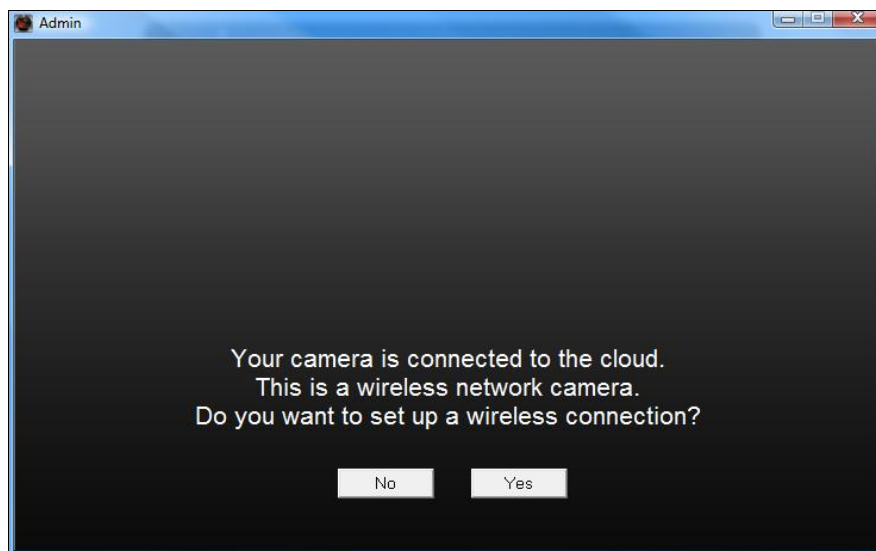 Admin
Your camera is connected to the cloud.
This is a wireless network camera.
Do you want to set up a wireless connection?
No Yes